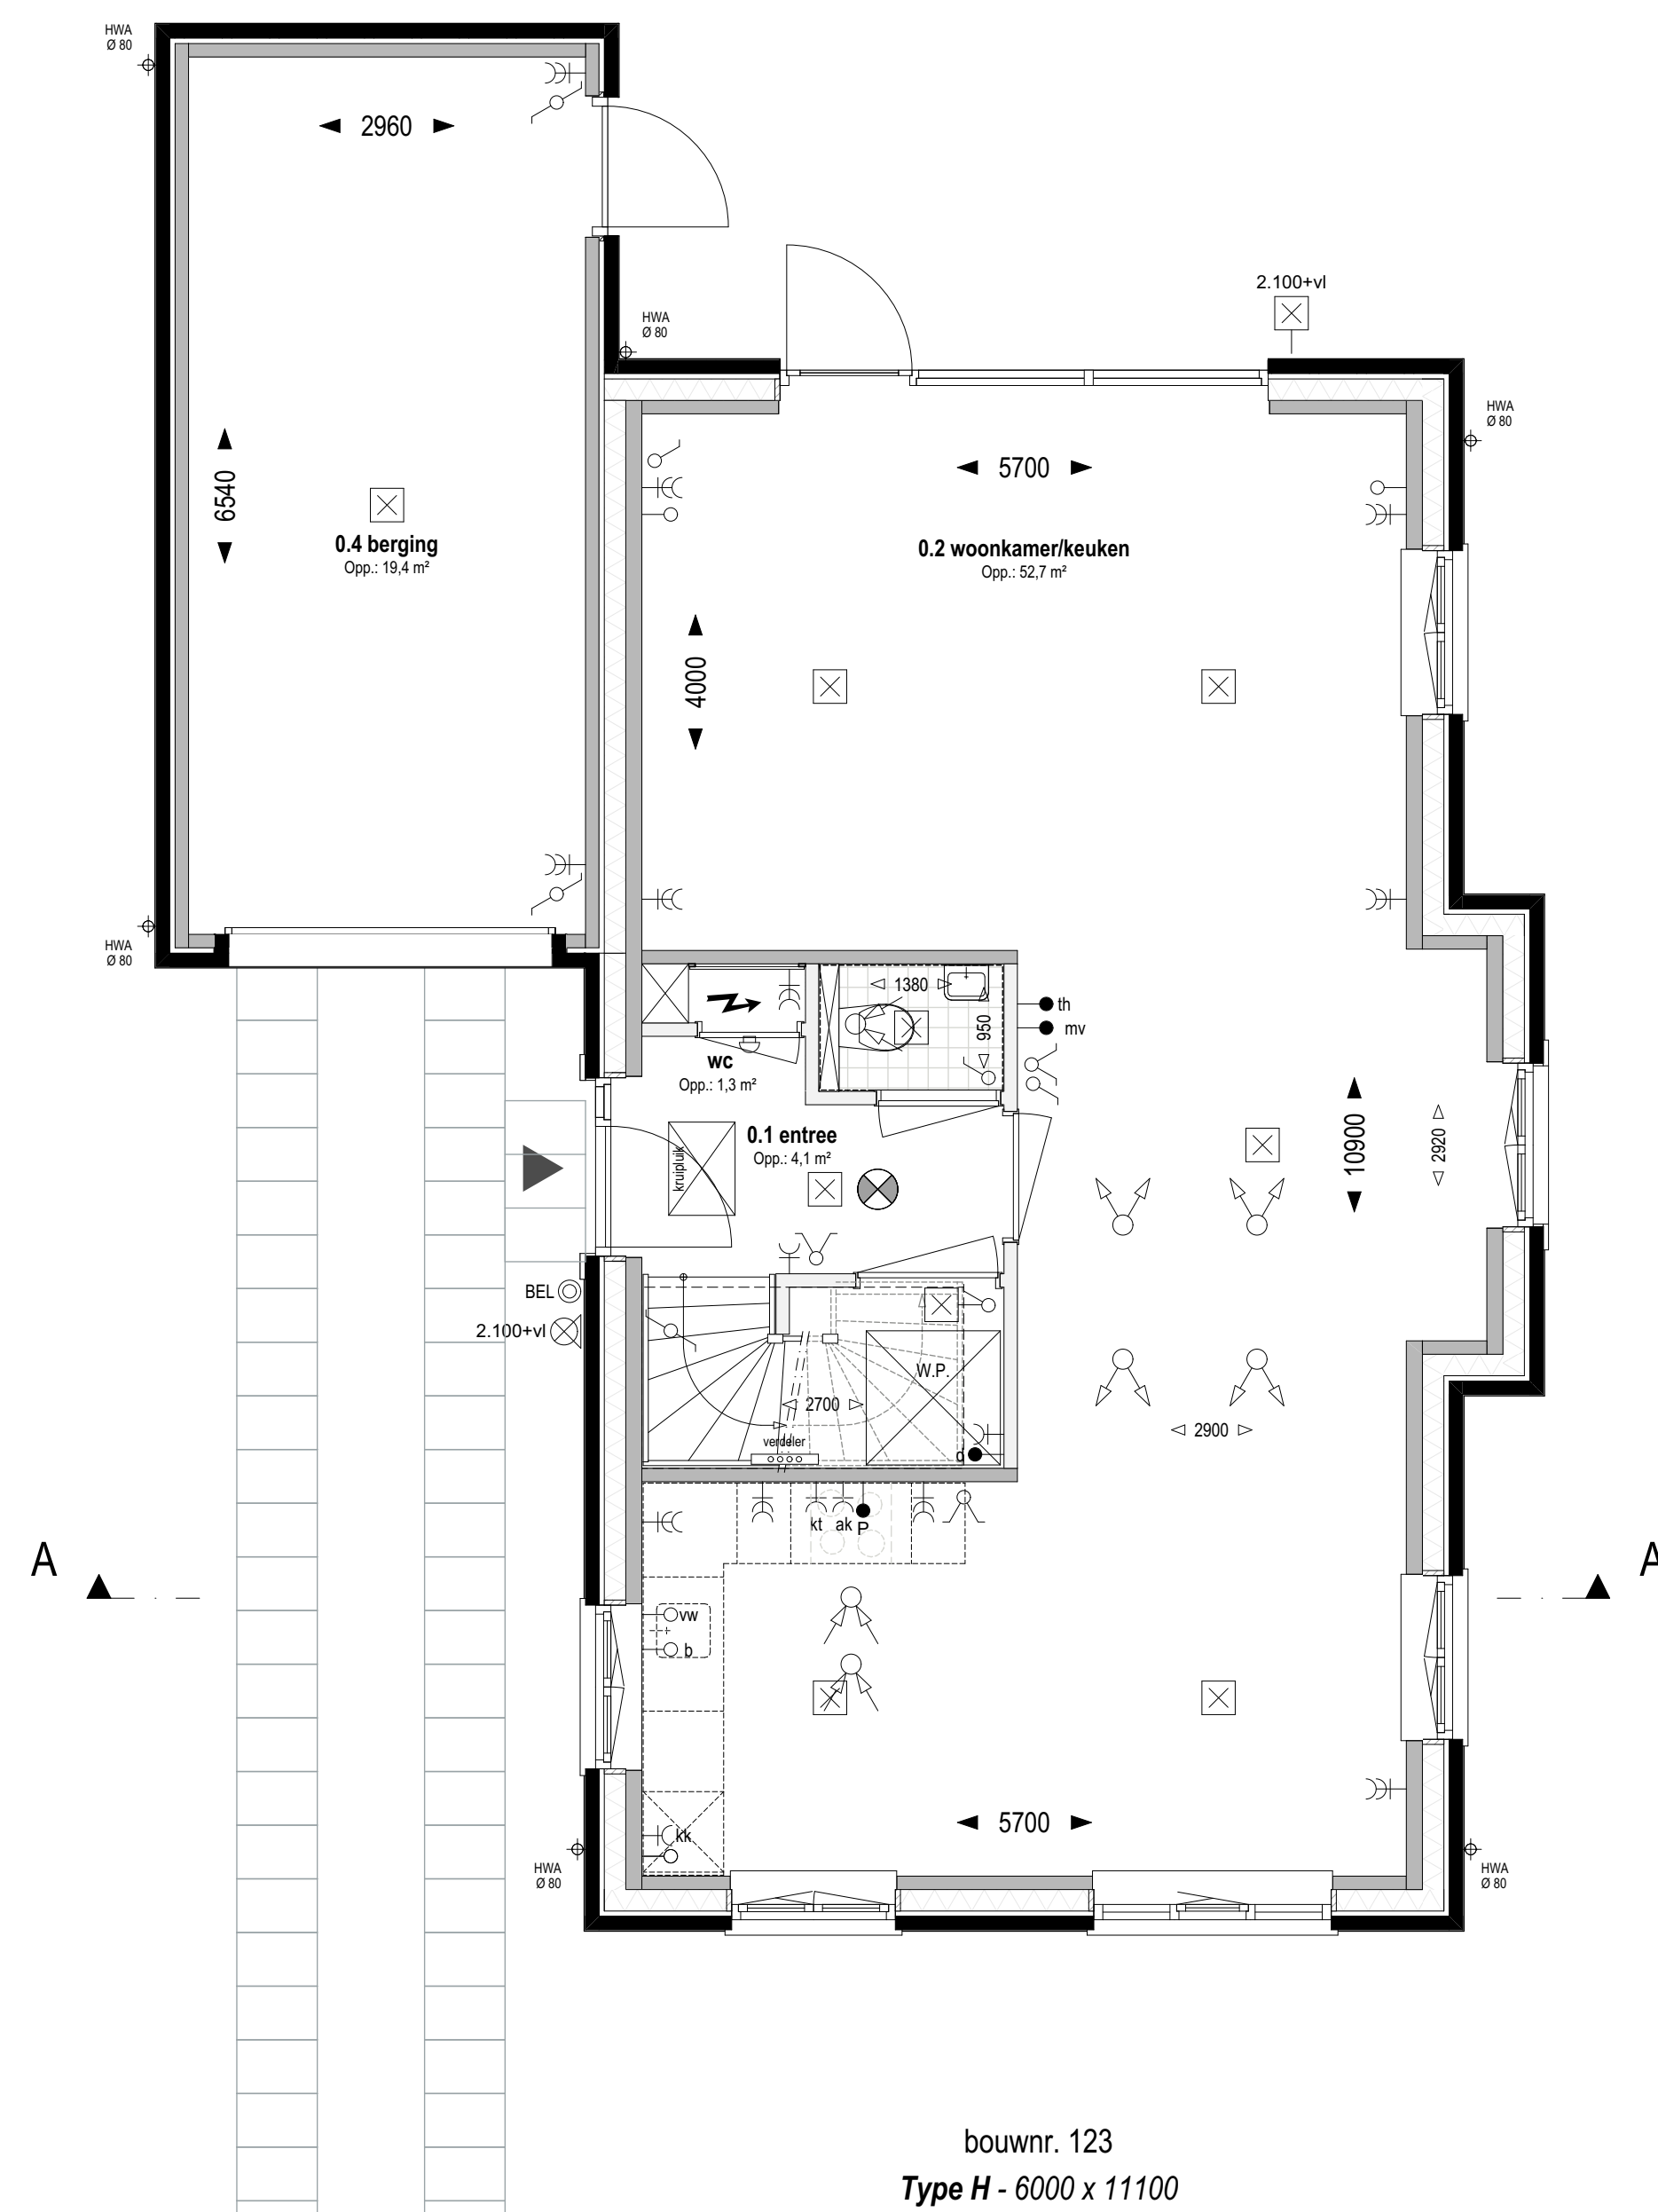 HWA
Ø 80
2960
HWA
Ø 80
2.100+vl
HWA
Ø 80
5700
6540
0.4 berging
Opp.: 19,4 m²
0.2 woonkamer/keuken
Opp.: 52,7 m²
4000
HWA
Ø 80
1380
950
th
mv
wc
Opp.: 1,3 m²
0.1 entree
Opp.: 4,1 m²
kruipluik
10900
2920
BEL
2.100+vl
W.P.
2700
verdeler
d
2900
kt
ak
P
A
A
vw
b
kk
5700
HWA
Ø 80
HWA
Ø 80
bouwnr. 123
Type H - 6000 x 11100